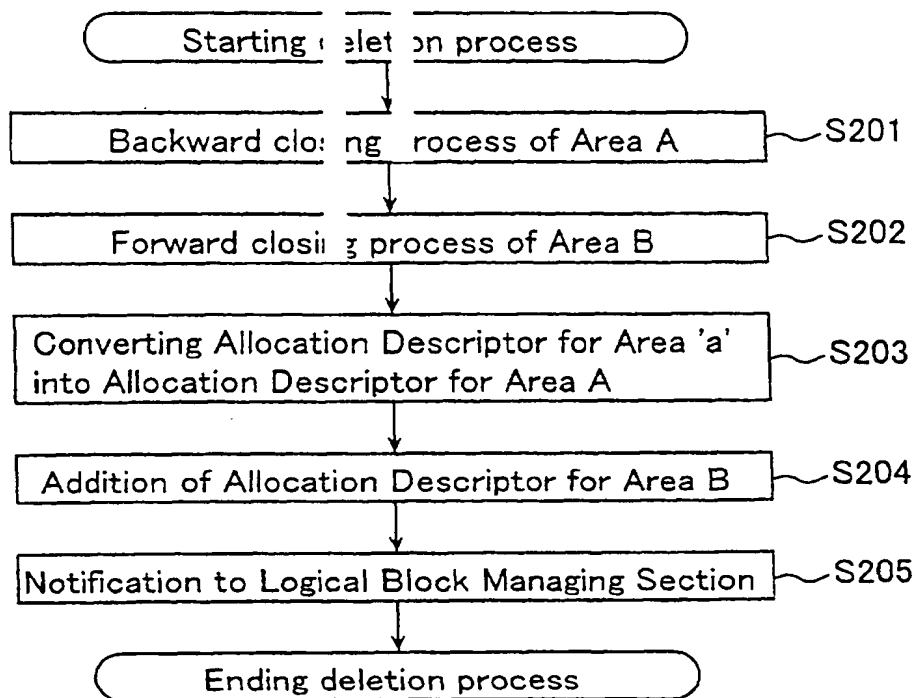 Starting deletion process
Backward closing process of Area A
S201
Forward closing process of Area B
S202
Converting Allocation Descriptor for Area 'a'
into Allocation Descriptor for Area A
S203
Addition of Allocation Descriptor for Area B
S204
Notification to Logical Block Managing Section
S205
Ending deletion process